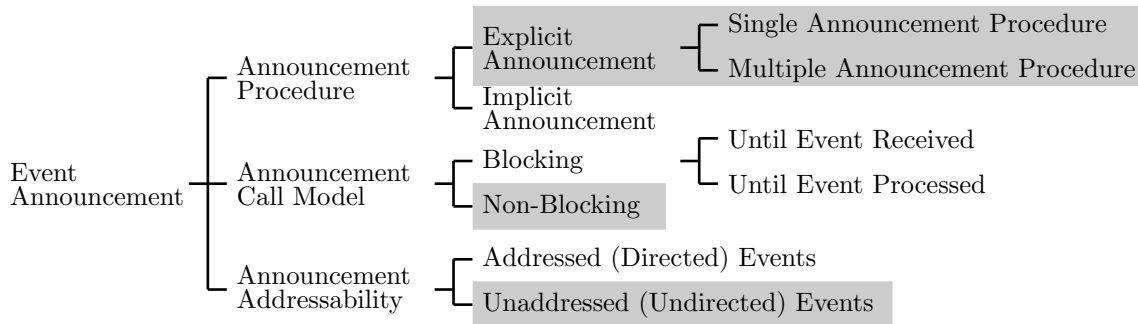 Event
Announcement
Announcement
Procedure
Explicit
Announcement
Single Announcement Procedure
Multiple Announcement Procedure
Implicit
Announcement
Announcement
Call Model
Blocking
Until Event Received
Until Event Processed
Non-Blocking
Announcement
Addressability
Addressed (Directed) Events
Unaddressed (Undirected) Events